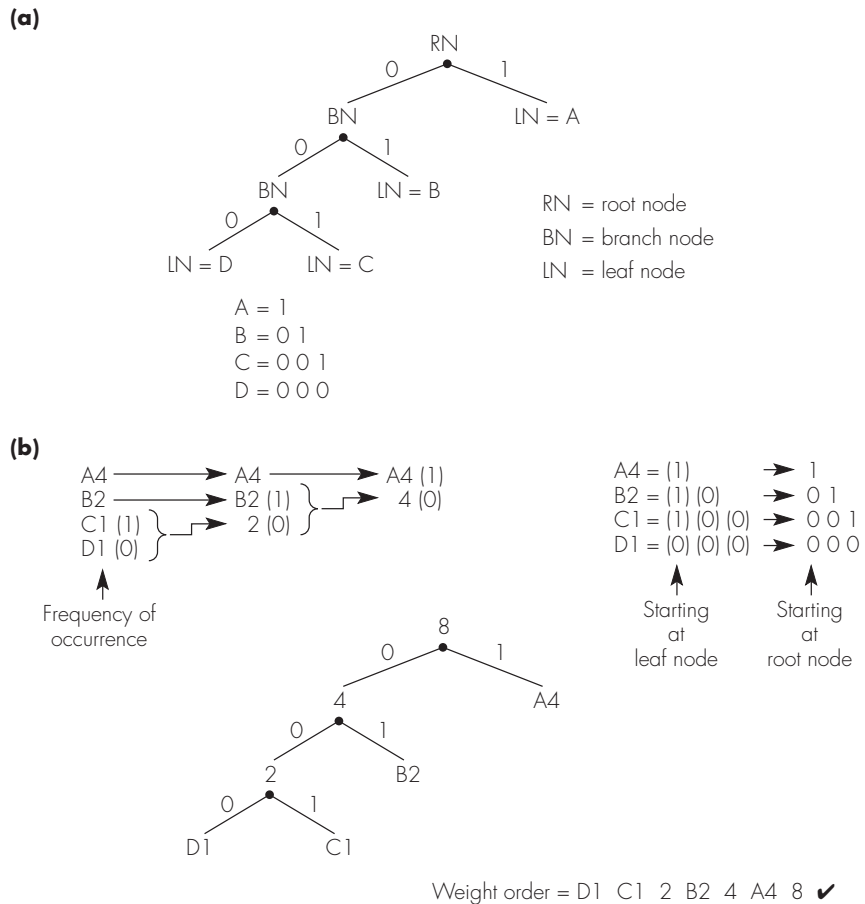 (a)
RN
0 1
BN LN = A
0 1
BN LN = B
0 1
LN = D LN = C
RN = root node
BN = branch node
LN = leaf node
A = 1
B = 0 1
C = 0 0 1
D = 0 0 0
(b)
A4 A4 A4 (1)
B2 B2 (1) 4 (0)
C1 (1) 2 (0)
D1 (0)
Frequency of
occurrence
A4 = (1) 1
B2 = (1) (0) 0 1
C1 = (1) (0) (0) 0 0 1
D1 = (0) (0) (0) 0 0 0
Starting
at
leaf node
Starting
at
root node
8
0 1
4 A4
0 1
2 B2
0 1
D1 C1
Weight order = D1 C1 2 B2 4 A4 8 ✔